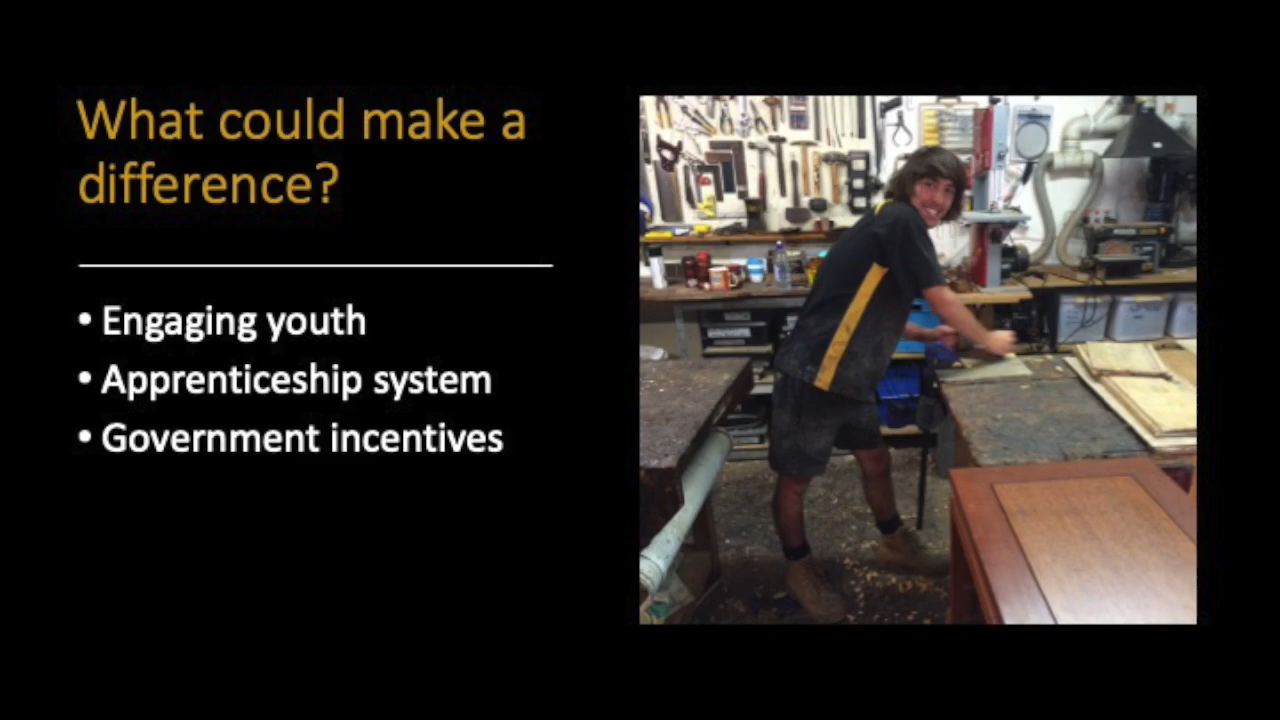 What could make a
difference?
• Engaging youth
• Apprenticeship system
• Government incentives